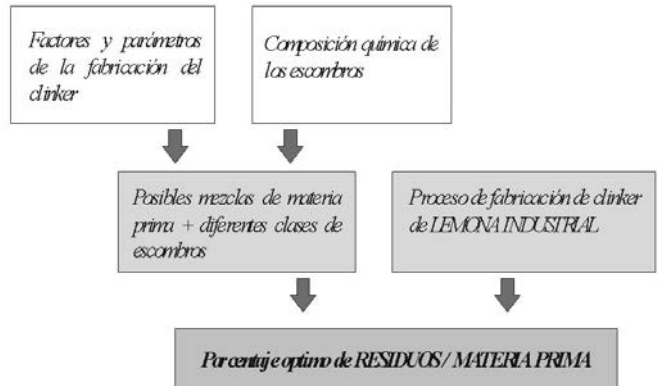 Factores y parámetros
de la fabricación del
clinker
Composición química de
los escombros
Posibles mezclas de materia
prima + diferentes clases de
escombros
Proceso de fabricación de clinker
de LEMONA INDUSTRIAL
Porcentaje optimo de RESIDUOS / MATERIA PRIMA